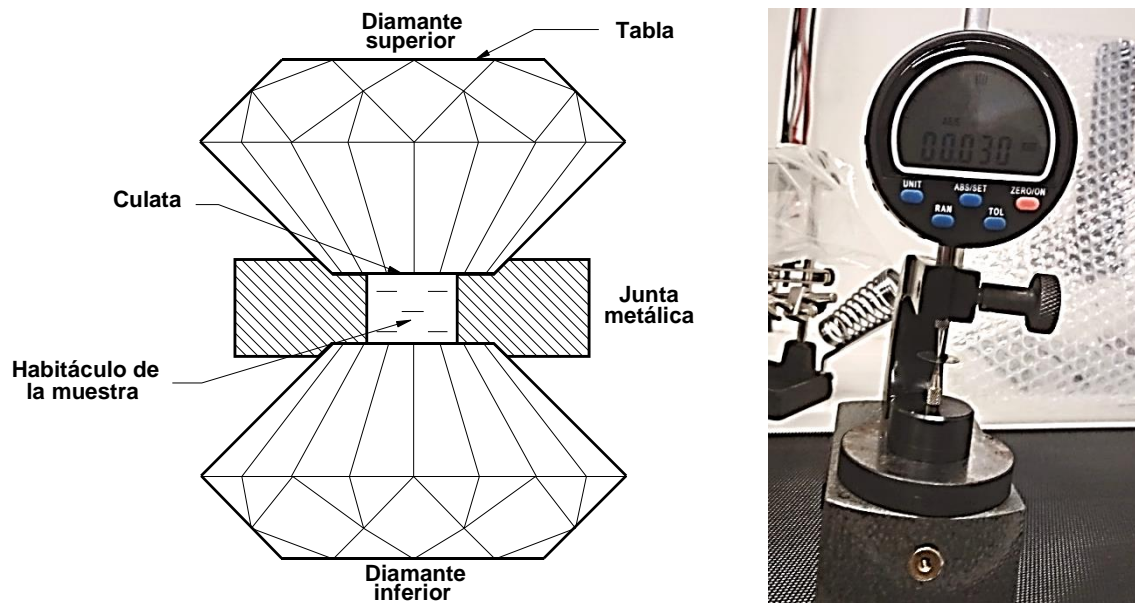 Diamante
superior
Tabla
Culata
Junta
metálica
Habitáculo de
la muestra
Diamante
inferior
00.030
UNIT
ABS/SET
ZERO/ON
RAN
TOL